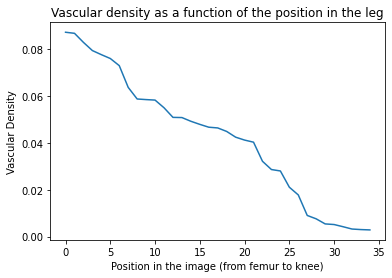 Vascular density as a function of the position in the leg
0.08
0.06
0.04
0.02
0.00
Vascular Density
0 5 10 15 20 25 30 35
Position in the image (from femur to knee)